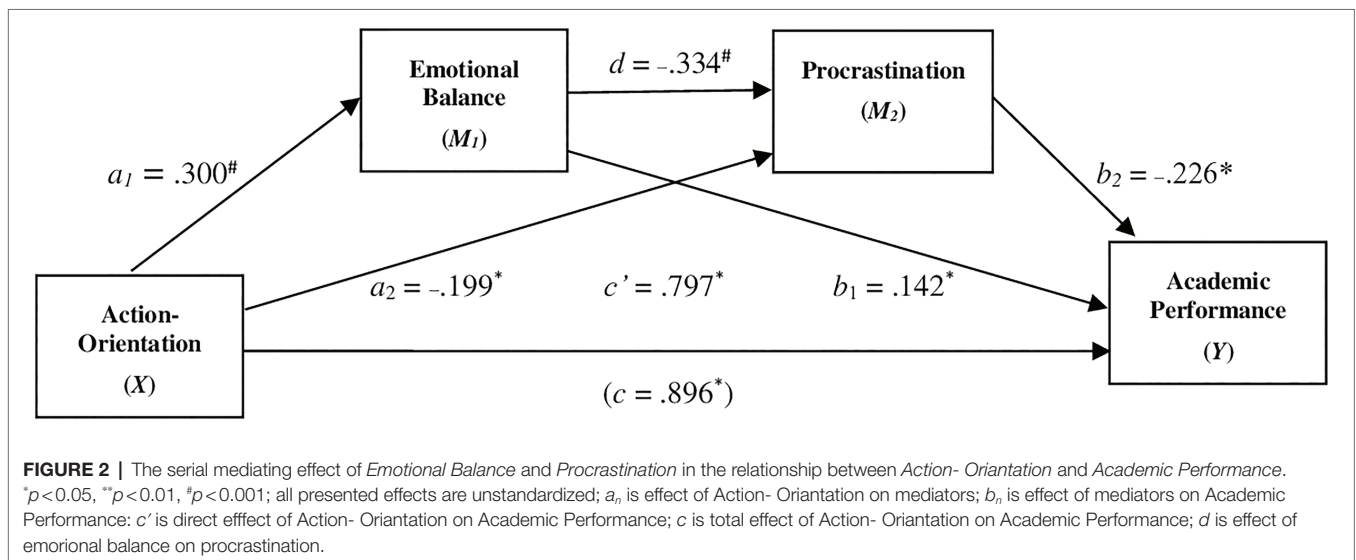 Emotional
Balance
(M1)
d = -.334#
Procrastination
(M2)
a1 = .300#
b2 = -.226*
Action-
Orientation
(X)
a2 = -.199*
c' = .797*
b1 = .142*
Academic
Performance
(Y)
(c = .896*)
FIGURE 2 | The serial mediating effect of Emotional Balance and Procrastination in the relationship between Action- Oriantation and Academic Performance.
*p<0.05, **p<0.01, #p<0.001; all presented effects are unstandardized; an is effect of Action- Oriantation on mediators; bn is effect of mediators on Academic
Performance: c′ is direct efffect of Action- Oriantation on Academic Performance; c is total effect of Action- Oriantation on Academic Performance; d is effect of
emorional balance on procrastination.